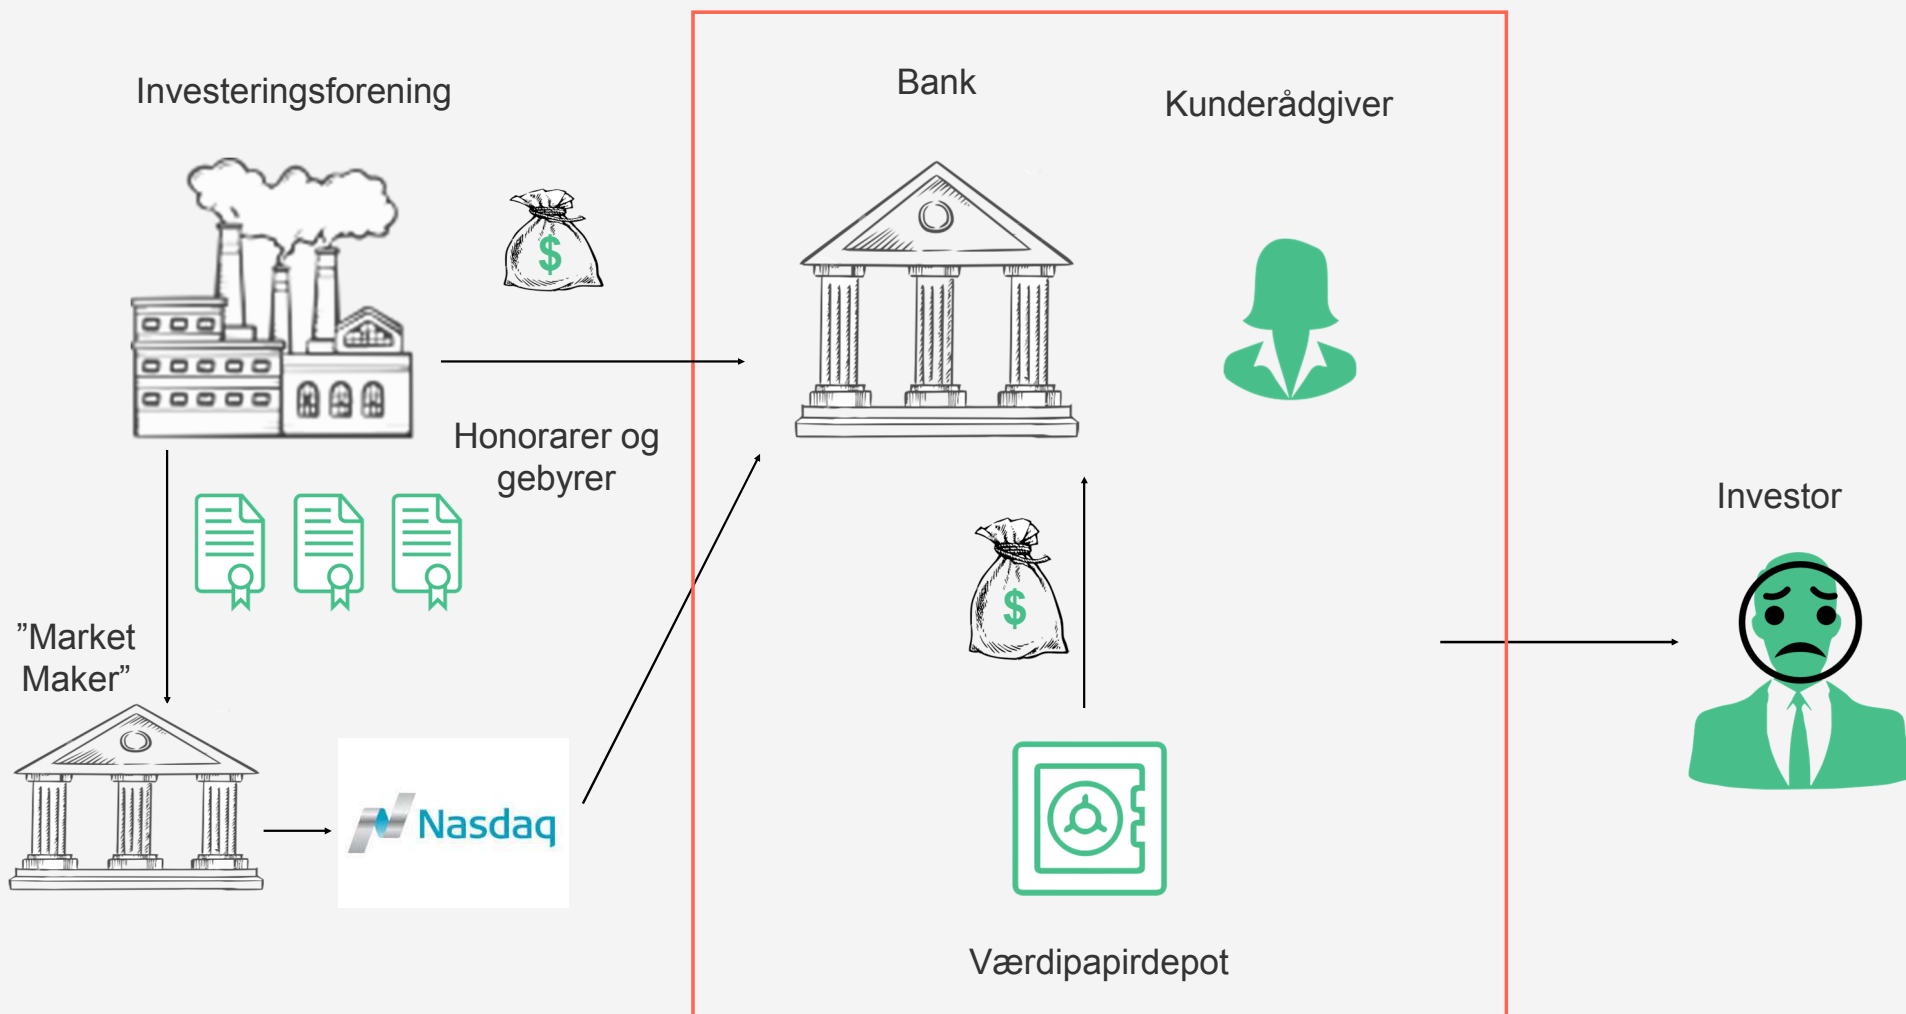 Investeringsforening
Bank
Kunderådgiver
$
Honorarer og
gebyrer
Investor
$
”Market
Maker”
Nasdaq
Værdipapirdepot